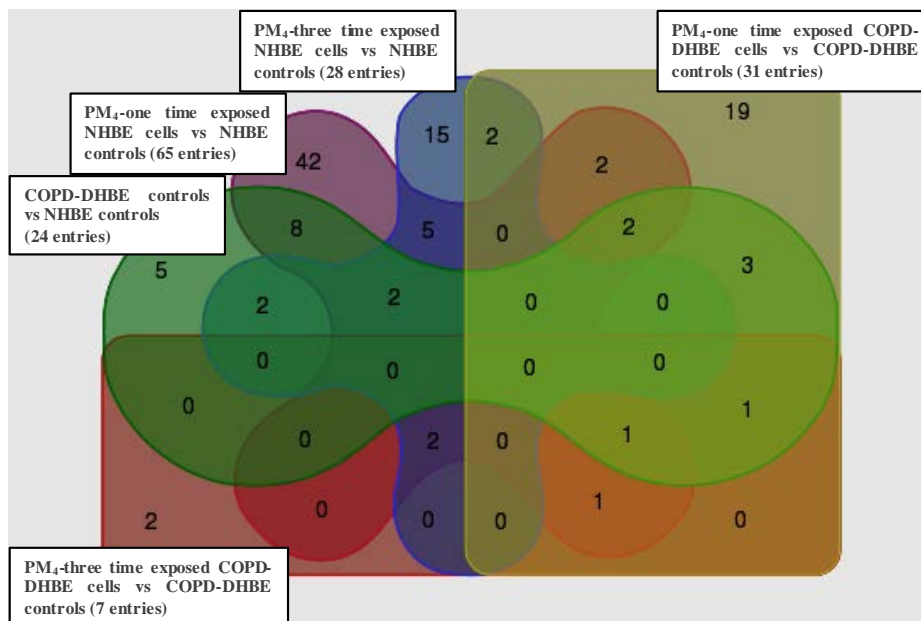 PM₄-three time exposed
NHBE cells vs NHBE
controls (28 entries)
PM₄-one time exposed COPD-
DHBE cells vs COPD-DHBE
controls (31 entries)
PM₄-one time exposed
NHBE cells vs NHBE
controls (65 entries)
COPD-DHBE controls
vs NHBE controls
(24 entries)
19
15 2
42 2
8 5 0 2
5 3
2 2 0 0
0 0 0 0
0 1
0 2 0 1
2 0 0 0 1 0
PM₄-three time exposed COPD-
DHBE cells vs COPD-DHBE
controls (7 entries)